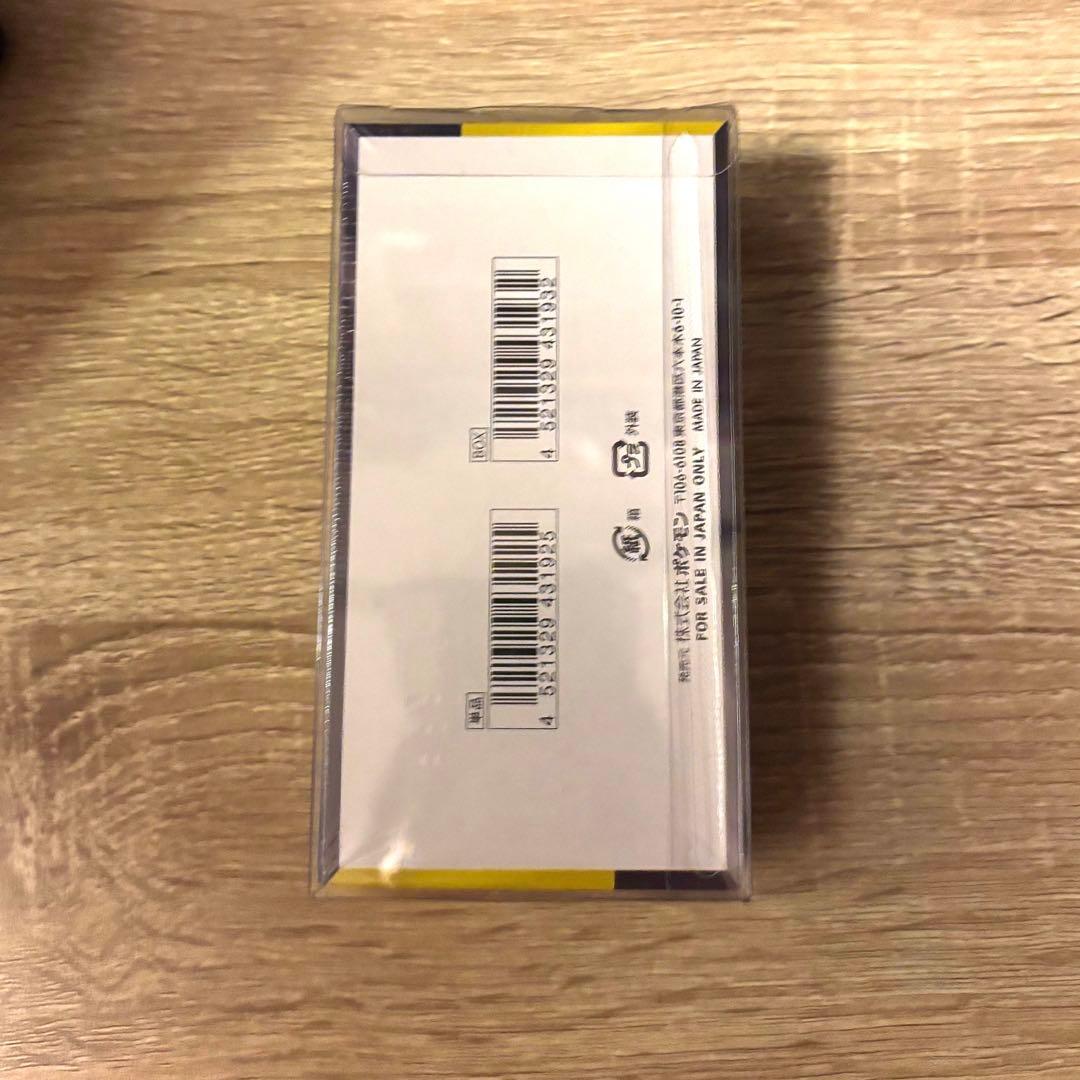 単品
4 521329 431925
BOX
4 521329 431932
紙 箱
プラ 外装
発売元 株式会社 ポケモン 〒106-6108 東京都港区六本木6-10-1
FOR SALE IN JAPAN ONLY MADE IN JAPAN